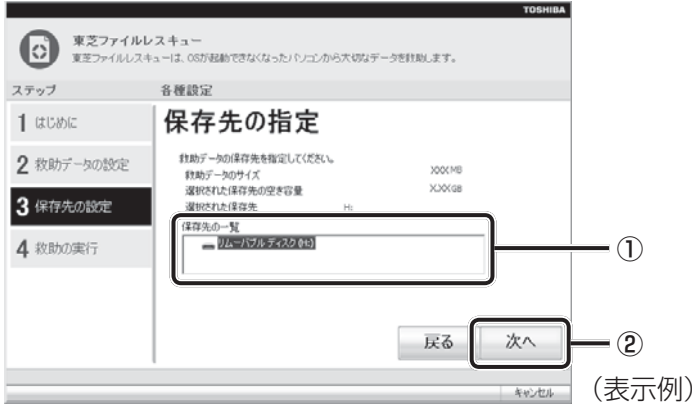 TOSHIBA
東芝ファイルレスキュー
東芝ファイルレスキューは、OSが起動できなくなったパソコンから大切なデータを救助します。
ステップ
各種設定
1 はじめに
2 救助データの設定
3 保存先の設定
4 救助の実行
保存先の指定
救助データの保存先を指定してください。
救助データのサイズ XXXXMB
選択された保存先の空き容量 X.XXGB
選択された保存先 H:
保存先の一覧
リムーバブル ディスク (H:)
①
戻る
次へ
②
キャンセル
（表示例）